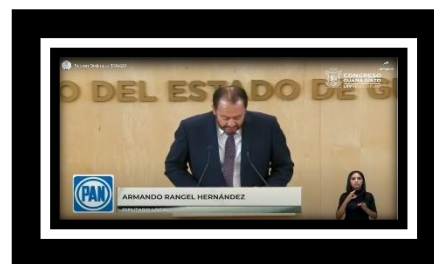 O DEL ESTADO DE G
CONGRESO
GUANAJUATO
PAN
ARMANDO RANGEL HERNÁNDEZ
DIPUTADO LOCAL